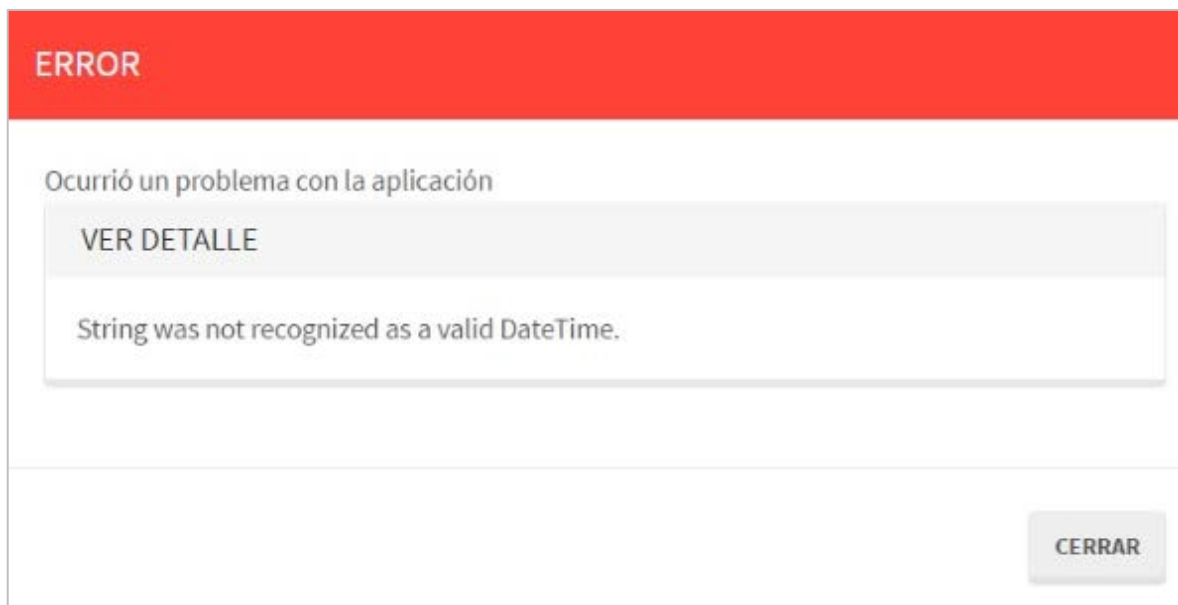 ERROR
Ocurrió un problema con la aplicación
VER DETALLE
String was not recognized as a valid DateTime.
CERRAR